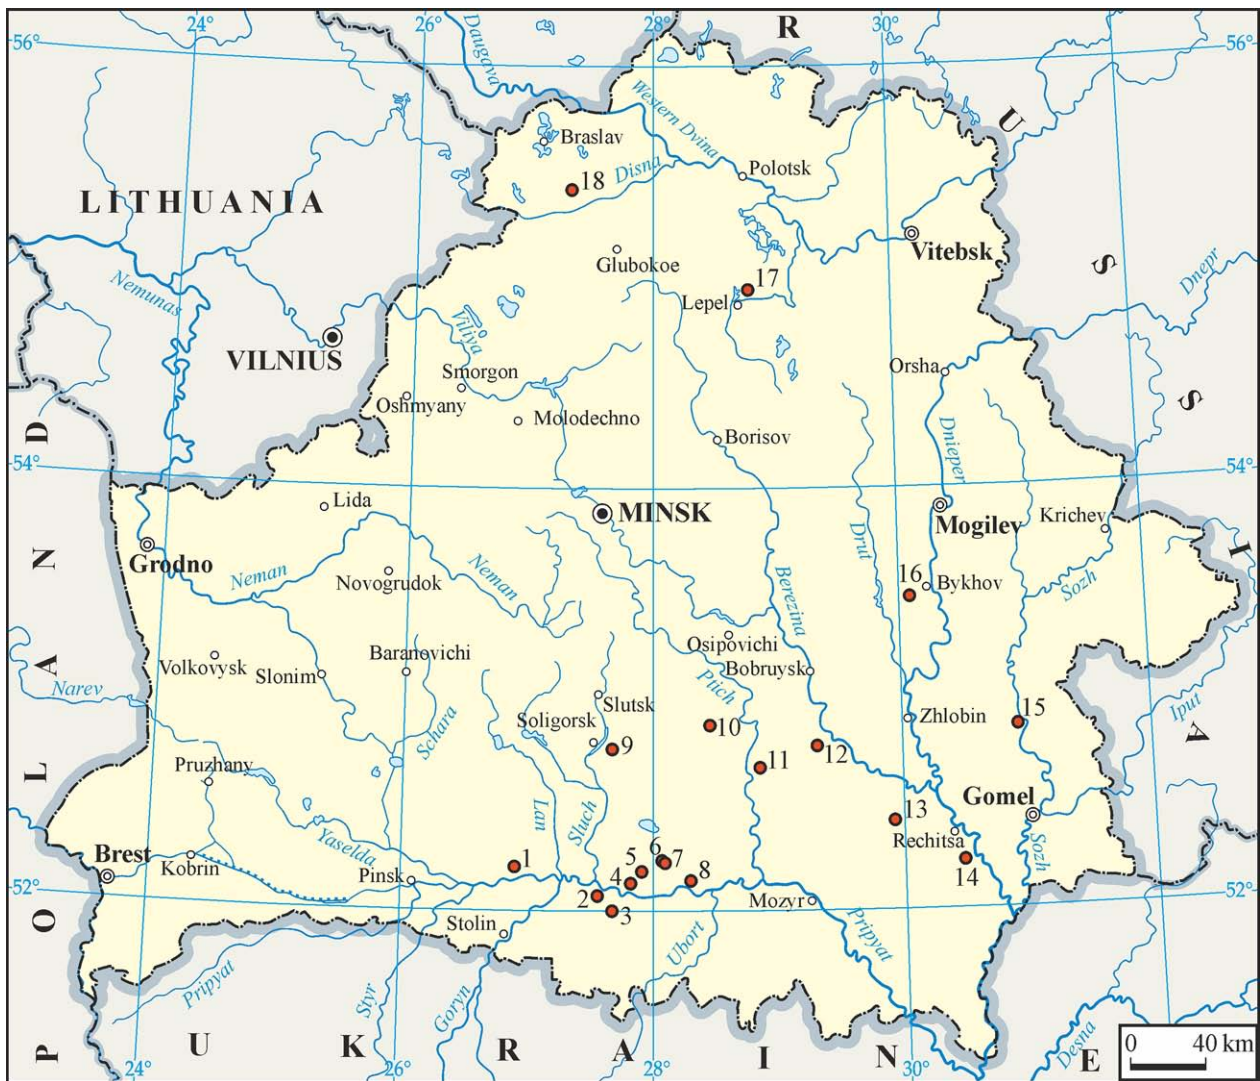 24°
26°
28°
30°
R
56°
56°
Daugava
Western Dvina
U
Braslav
Polotsk
18
Disna
LITHUANIA
S
Vitebsk
Glubokoe
Dnepr
Nemunas
17
Lepel
Viliya
VILNIUS
Smorgon
Orsha
S
Oshmyany
Molodechno
D
Borisov
Dnieper
54°
54°
Lida
MINSK
Mogilev
Krichev
N
Grodno
Drut
I
Neman
Novogrudok
Neman
Berezina
16
Bykhov
Sozh
Osipovichi
A
Volkovysk
Baranovichi
Slonim
Bobruysk
Narev
Ptich
Slutsk
Iput
Schara
Soligorsk
10
Zhlobin
15
A
9
12
L
Pruzhany
11
Gomel
13
Lan
Sluch
Rechitsa
Yaselda
Sozh
Brest
Kobrin
1
6
7
5
Pinsk
4
8
14
52°
52°
O
2
3
Mozyr
Stolin
Ubort
Pripyat
Pripyat
Styr
Goryn
P
U
K
R
A
I
N
E
Desna
0 40 km
24°
26°
28°
30°